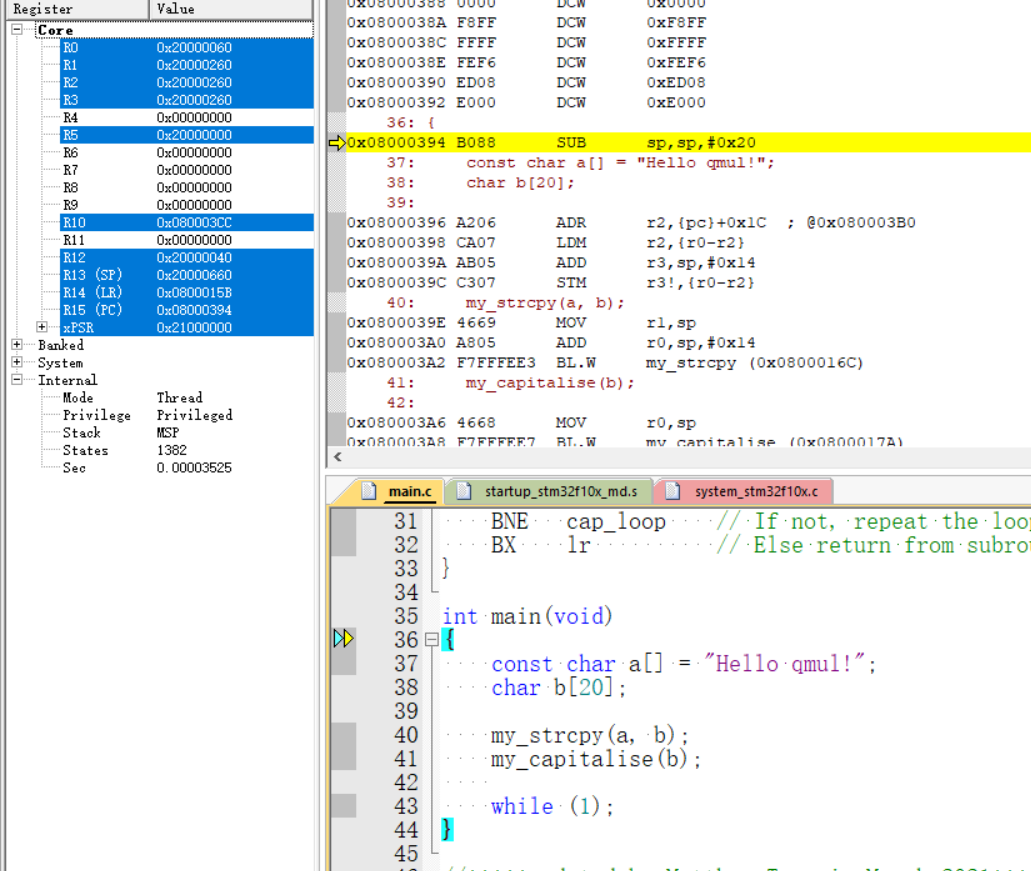 Register Value
Core
R0 0x20000060
R1 0x20000260
R2 0x20000260
R3 0x20000260
R4 0x00000000
R5 0x20000000
R6 0x00000000
R7 0x00000000
R8 0x00000000
R9 0x00000000
R10 0x080003CC
R11 0x00000000
R12 0x20000040
R13 (SP) 0x20000660
R14 (LR) 0x0800015B
R15 (PC) 0x08000394
xPSR 0x21000000
Banked
System
Internal
Mode Thread
Privilege Privileged
Stack MSP
States 1382
Sec 0.00003525
0x08000388 0000 DCW 0x0000
0x0800038A F8FF DCW 0xF8FF
0x0800038C FFFF DCW 0xFFFF
0x0800038E FEF6 DCW 0xFEF6
0x08000390 ED08 DCW 0xED08
0x08000392 E000 DCW 0xE000
36: {
0x08000394 B088 SUB sp,sp,#0x20
37: const char a[] = "Hello qmul!";
38: char b[20];
39:
0x08000396 A206 ADR r2,{pc}+0x1C ; @0x080003B0
0x08000398 CA07 LDM r2,{r0-r2}
0x0800039A AB05 ADD r3,sp,#0x14
0x0800039C C307 STM r3!,{r0-r2}
40: my_strcpy(a, b);
0x0800039E 4669 MOV r1,sp
0x080003A0 A805 ADD r0,sp,#0x14
0x080003A2 F7FFFEE3 BL.W my_strcpy (0x0800016C)
41: my_capitalise(b);
42:
0x080003A6 4668 MOV r0,sp
0x080003A8 F7FFFEE7 BL.W my_capitalise (0x0800017A)
main.c startup_stm32f10x_md.s system_stm32f10x.c
31 BNE cap_loop // If not, repeat the loop
32 BX lr // Else return from
33 }
34
35 int main(void)
36 {
37 const char a[] = "Hello qmul!";
38 char b[20];
39
40 my_strcpy(a, b);
41 my_capitalise(b);
42
43 while (1);
44 }
45